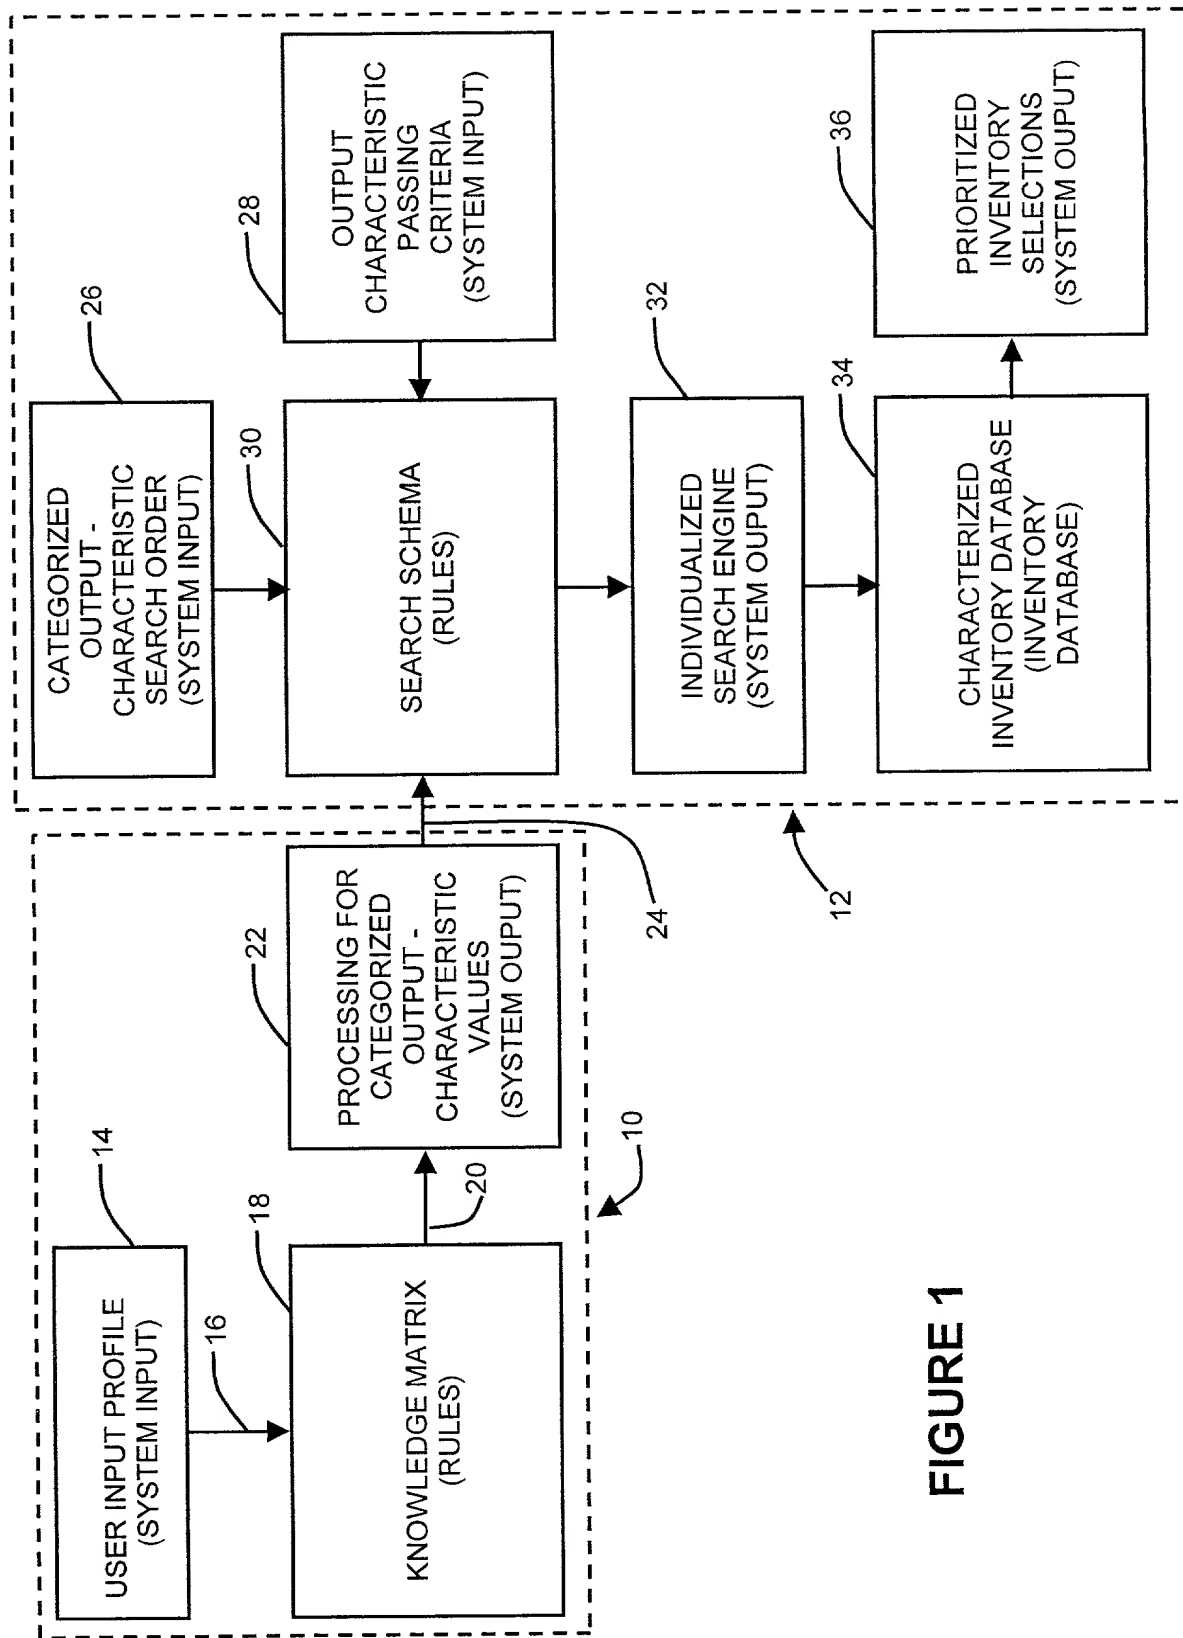 USER INPUT PROFILE
(SYSTEM INPUT)
14
16
KNOWLEDGE MATRIX
(RULES)
18
20
PROCESSING FOR
CATEGORIZED
OUTPUT -
CHARACTERISTIC
VALUES
(SYSTEM OUPUT)
22
24
10
CATEGORIZED
OUTPUT -
CHARACTERISTIC
SEARCH ORDER
(SYSTEM INPUT)
26
OUTPUT
CHARACTERISTIC
PASSING
CRITERIA
(SYSTEM INPUT)
28
SEARCH SCHEMA
(RULES)
30
INDIVIDUALIZED
SEARCH ENGINE
(SYSTEM OUPUT)
32
CHARACTERIZED
INVENTORY DATABASE
(INVENTORY
DATABASE)
34
PRIORITIZED
INVENTORY
SELECTIONS
(SYSTEM OUPUT)
36
12
FIGURE 1